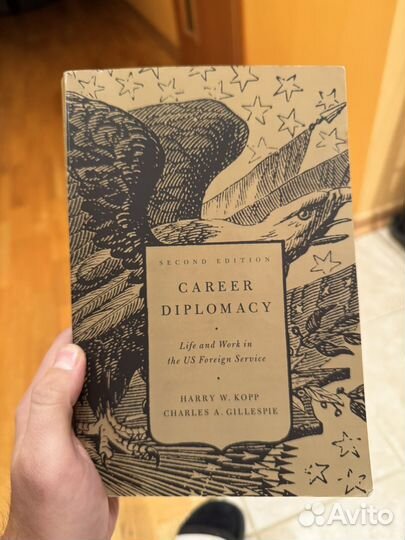 SECOND EDITION
CAREER
DIPLOMACY
Life and Work in
the US Foreign Service
HARRY W. KOPP
CHARLES A. GILLESPIE
Avito